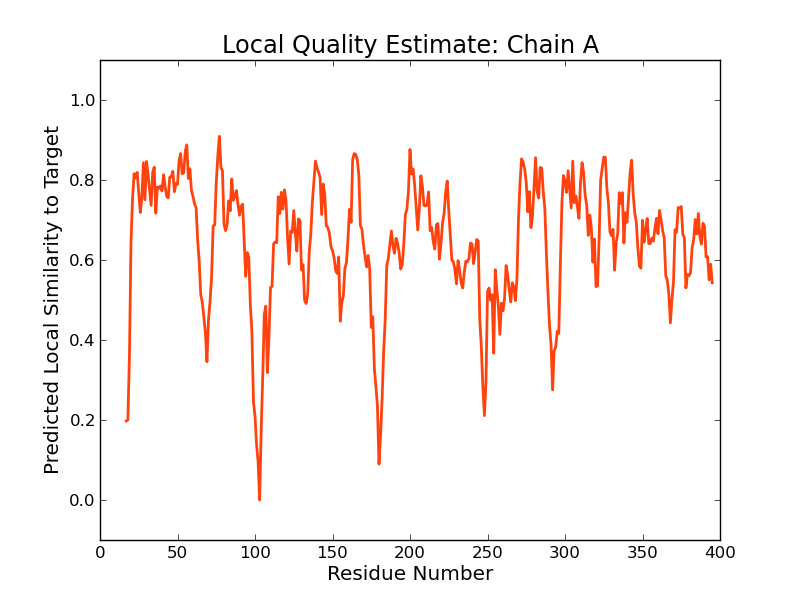 Local Quality Estimate: Chain A
Predicted Local Similarity to Target
1.0
0.8
0.6
0.4
0.2
0.0
0 50 100 150 200 250 300 350 400
Residue Number